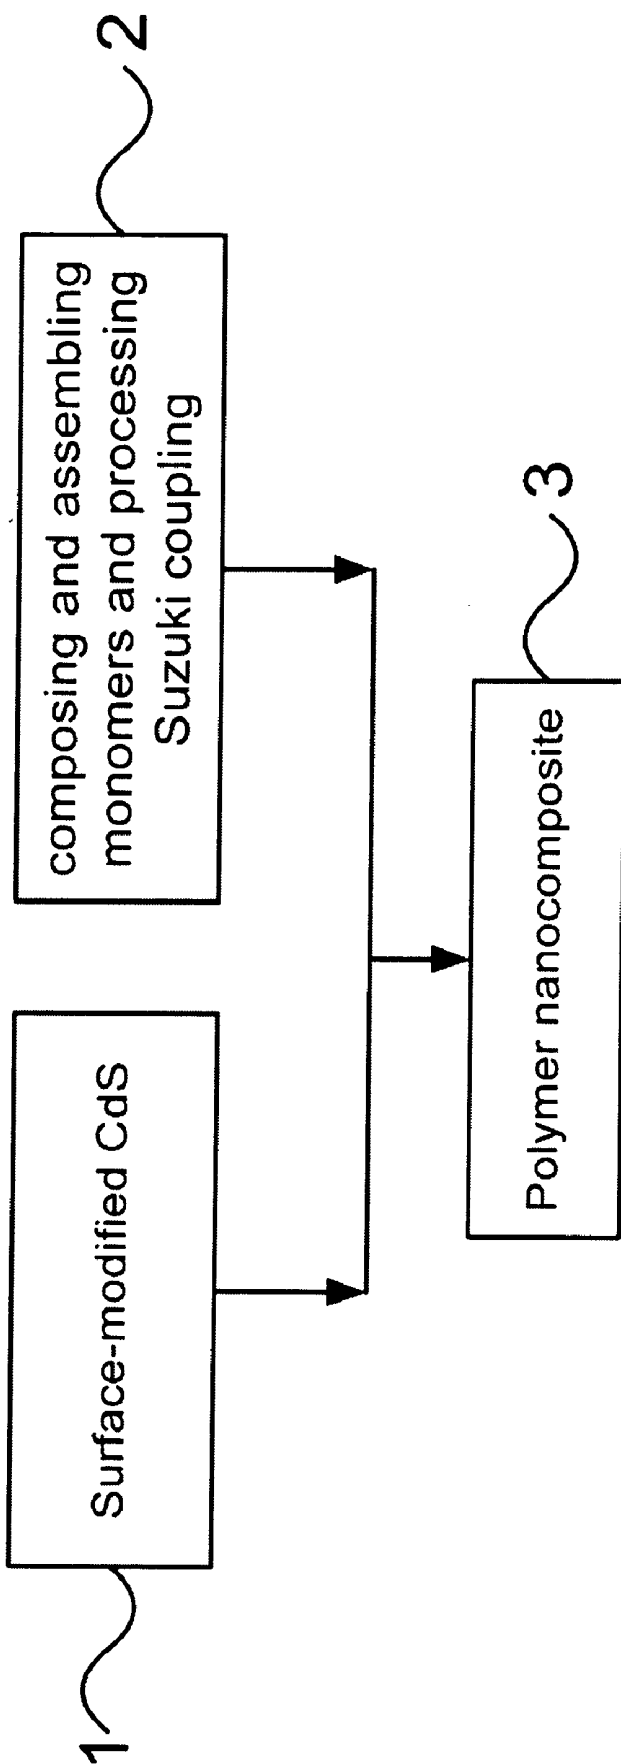 1
Surface-modified CdS
composing and assembling
monomers and processing
Suzuki coupling
2
Polymer nanocomposite
3